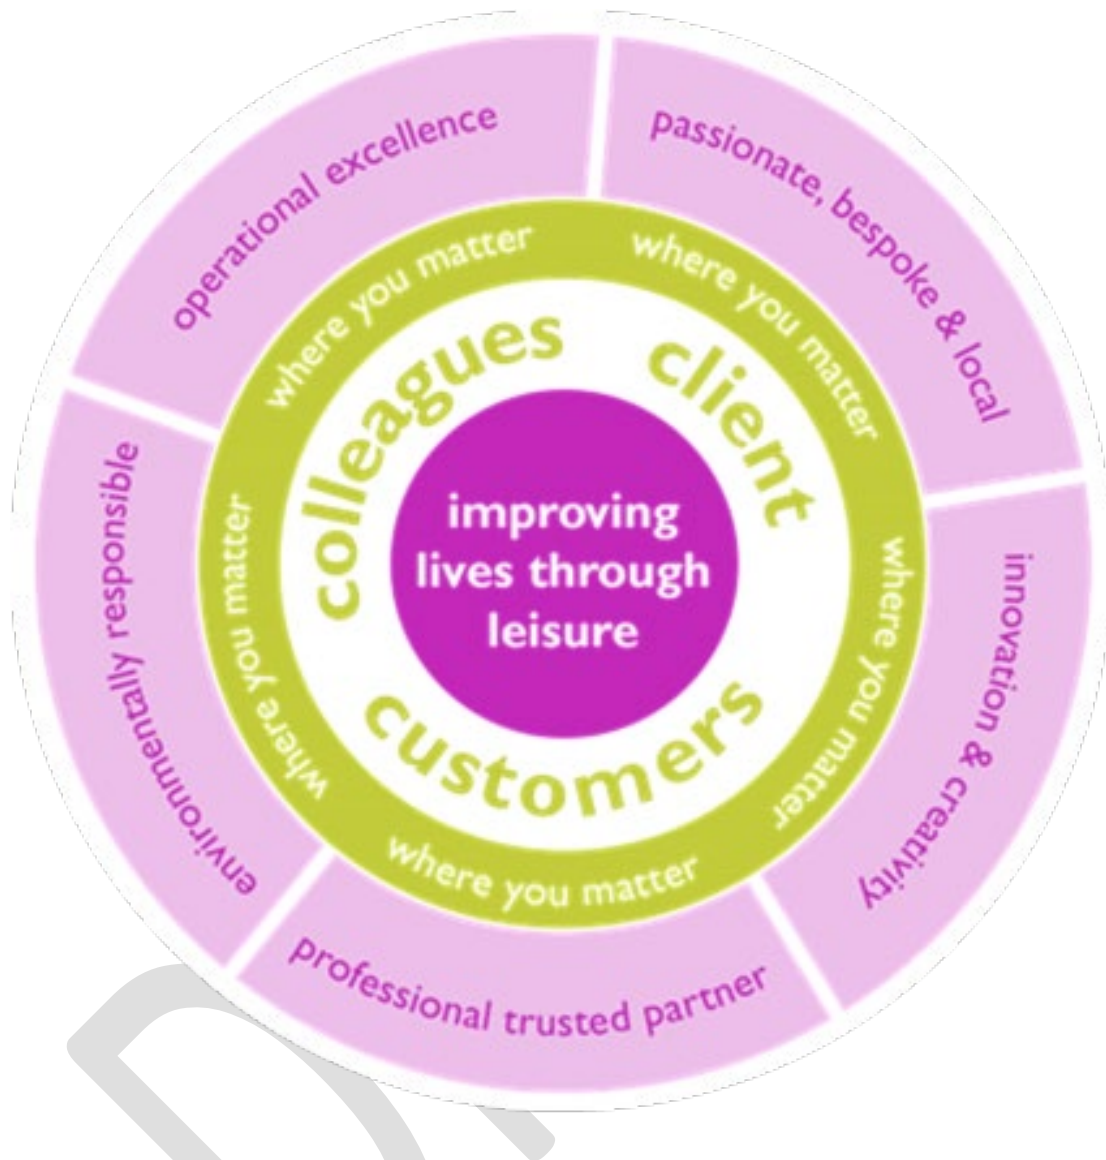 operational excellence
passionate, bespoke & local
innovation & creativity
professional trusted partner
environmentally responsible
where you matter
where you matter
where you matter
where you matter
where you matter
colleagues
client
customers
improving
lives through
leisure